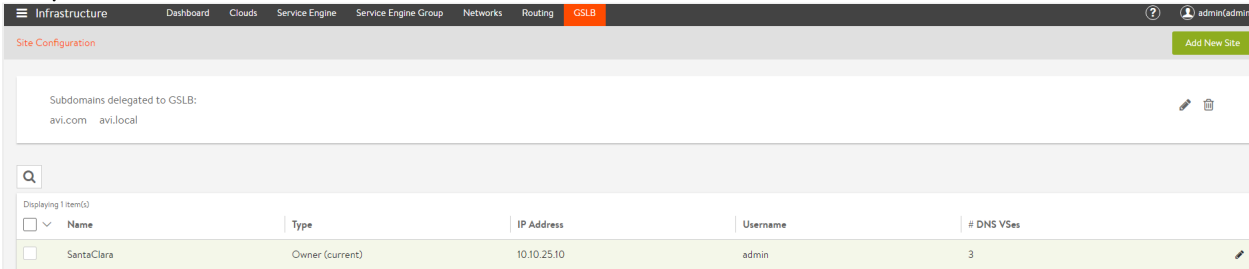 Infrastructure Dashboard Clouds Service Engine Service Engine Group Networks Routing GSLB ? admin(admin
Site Configuration Add New Site
Subdomains delegated to GSLB:
avi.com avi.local
Displaying 1 item(s)
Name Type IP Address Username # DNS VSes
SantaClara Owner (current) 10.10.25.10 admin 3